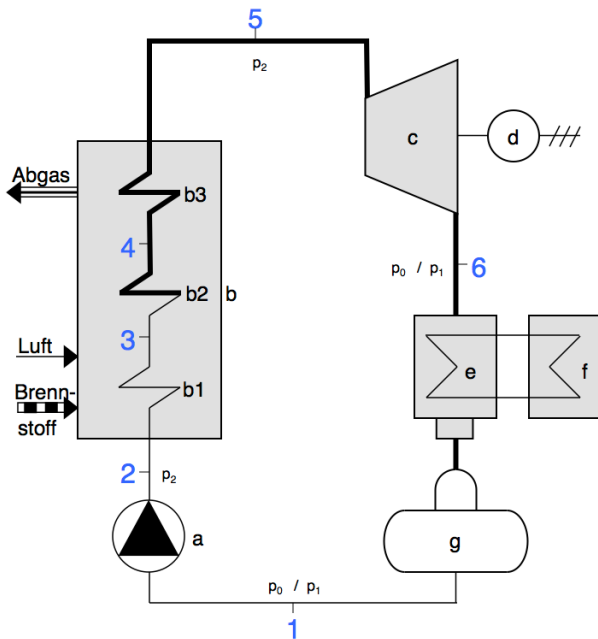 5
p₂
c
d
Abgas
b3
4
p₀ / p₁
6
b2
b
3
Luft
e
f
b1
Brenn-
stoff
2
p₂
a
g
p₀ / p₁
1